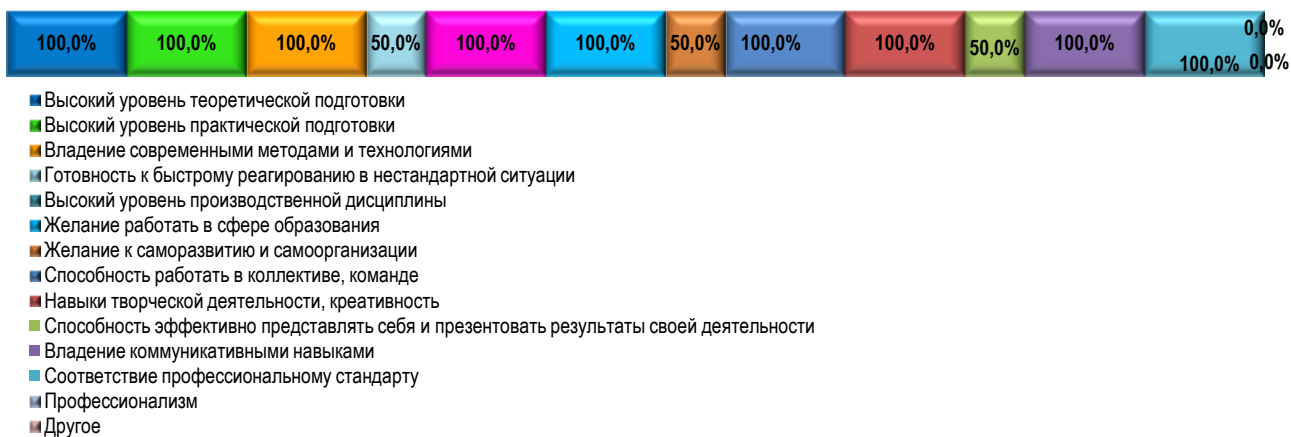 100,0% 100,0% 100,0% 50,0% 100,0% 100,0% 50,0% 100,0% 100,0% 50,0% 100,0% 100,0% 0,0% 0,0%
Высокий уровень теоретической подготовки
Высокий уровень практической подготовки
Владение современными методами и технологиями
Готовность к быстрому реагированию в нестандартной ситуации
Высокий уровень производственной дисциплины
Желание работать в сфере образования
Желание к саморазвитию и самоорганизации
Способность работать в коллективе, команде
Навыки творческой деятельности, креативность
Способность эффективно представлять себя и презентовать результаты своей деятельности
Владение коммуникативными навыками
Соответствие профессиональному стандарту
Профессионализм
Другое